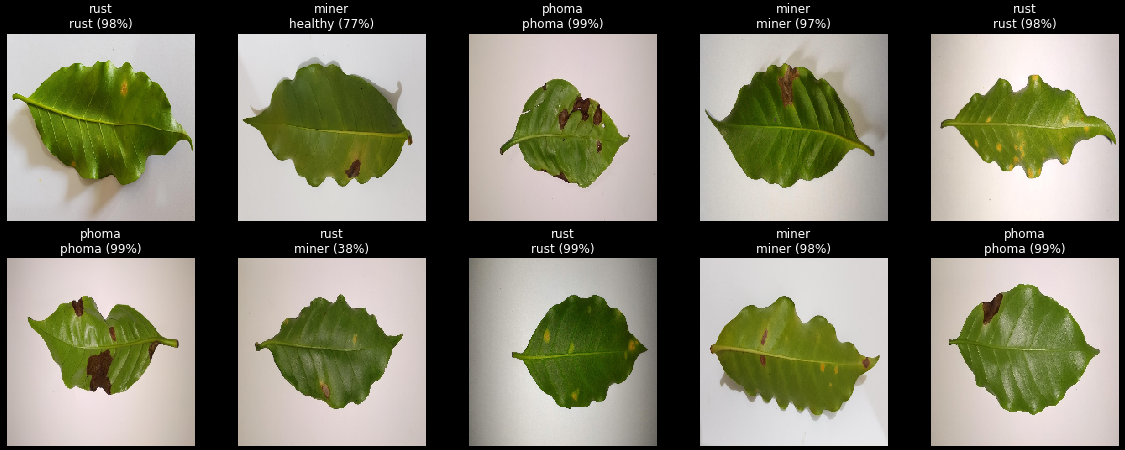 rust
rust (98%)
miner
healthy (77%)
phoma
phoma (99%)
miner
miner (97%)
rust
rust (98%)
phoma
phoma (99%)
rust
miner (38%)
rust
rust (99%)
miner
miner (98%)
phoma
phoma (99%)